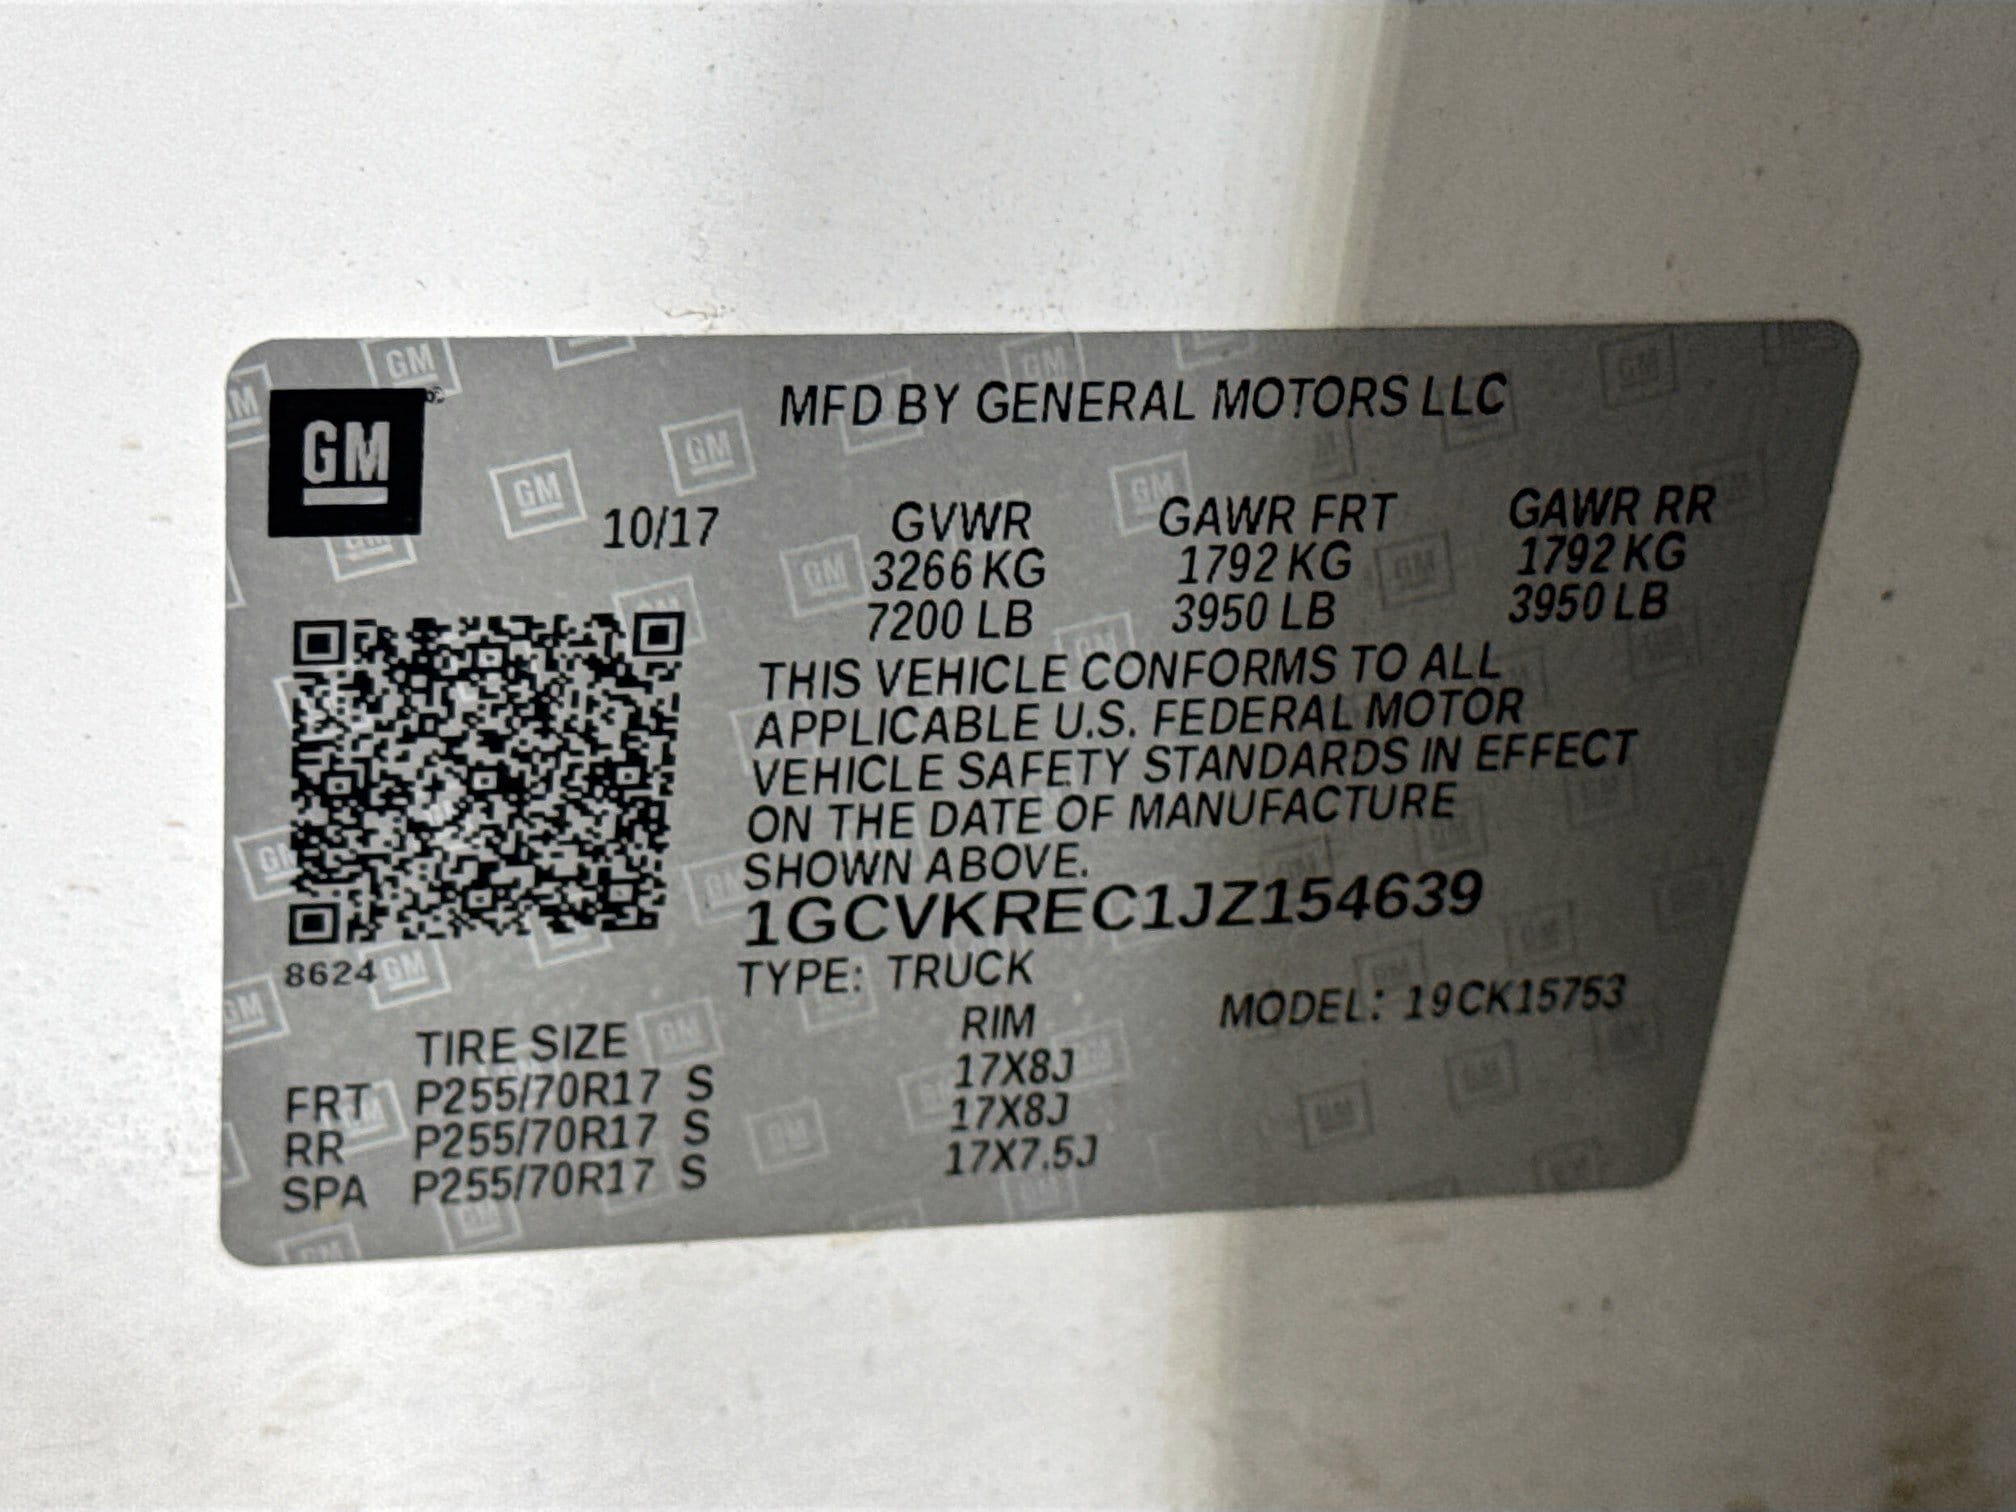 GM
MFD BY GENERAL MOTORS LLC
10/17 GVWR GAWR FRT GAWR RR
3266 KG 1792 KG 1792 KG
7200 LB 3950 LB 3950 LB
THIS VEHICLE CONFORMS TO ALL
APPLICABLE U.S. FEDERAL MOTOR
VEHICLE SAFETY STANDARDS IN EFFECT
ON THE DATE OF MANUFACTURE
SHOWN ABOVE.
1GCVKREC1JZ154639
8624
TYPE: TRUCK MODEL: 19CK15753
TIRE SIZE RIM
FRT P255/70R17 S 17X8J
RR P255/70R17 S 17X8J
SPA P255/70R17 S 17X7.5J